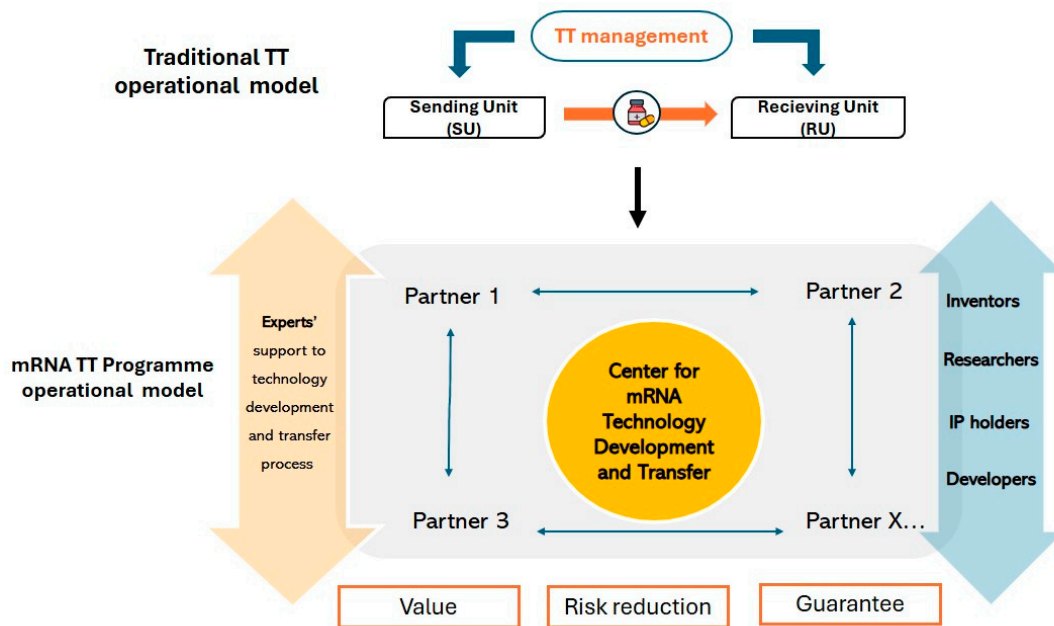 Traditional TT
operational model
TT management
Sending Unit
(SU)
Recieving Unit
(RU)
mRNA TT Programme
operational model
Experts’
support to
technology
development
and transfer
process
Partner 1
Partner 2
Center for
mRNA
Technology
Development
and Transfer
Partner 3
Partner X...
Inventors
Researchers
IP holders
Developers
Value
Risk reduction
Guarantee